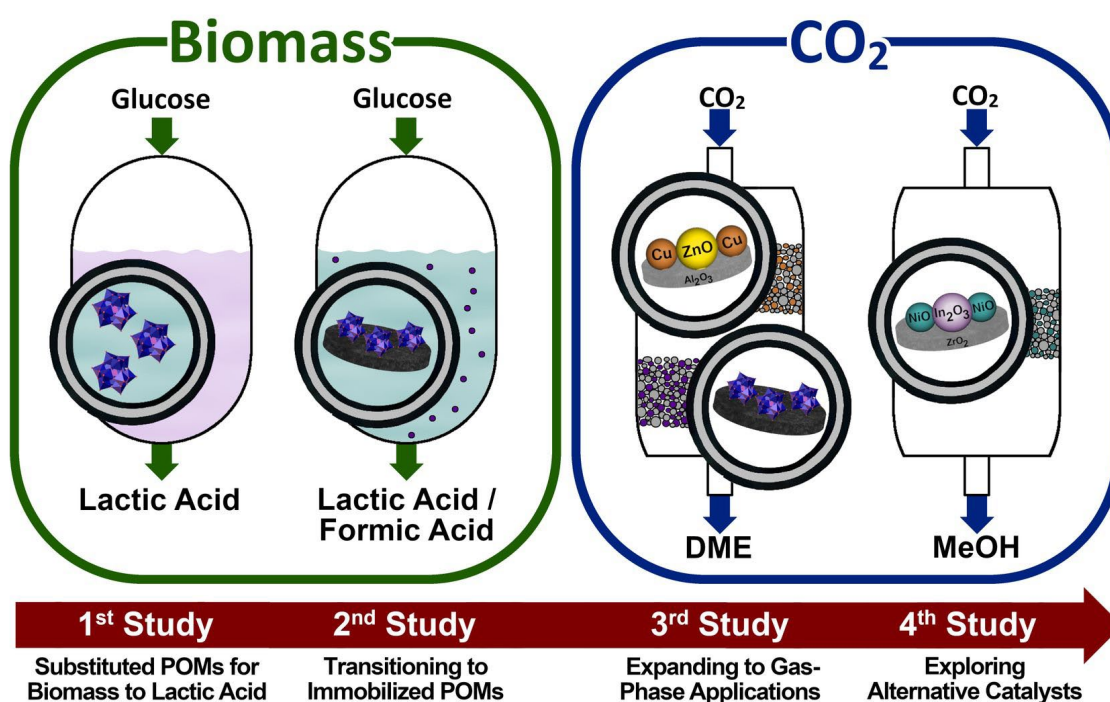 Biomass
CO₂
Glucose
Glucose
CO₂
CO₂
Cu
ZnO
Cu
Al₂O₃
NiO
In₂O₃
NiO
ZrO₂
Lactic Acid
Lactic Acid /
Formic Acid
DME
MeOH
1st Study
2nd Study
3rd Study
4th Study
Substituted POMs for
Biomass to Lactic Acid
Transitioning to
Immobilized POMs
Expanding to Gas-
Phase Applications
Exploring
Alternative Catalysts